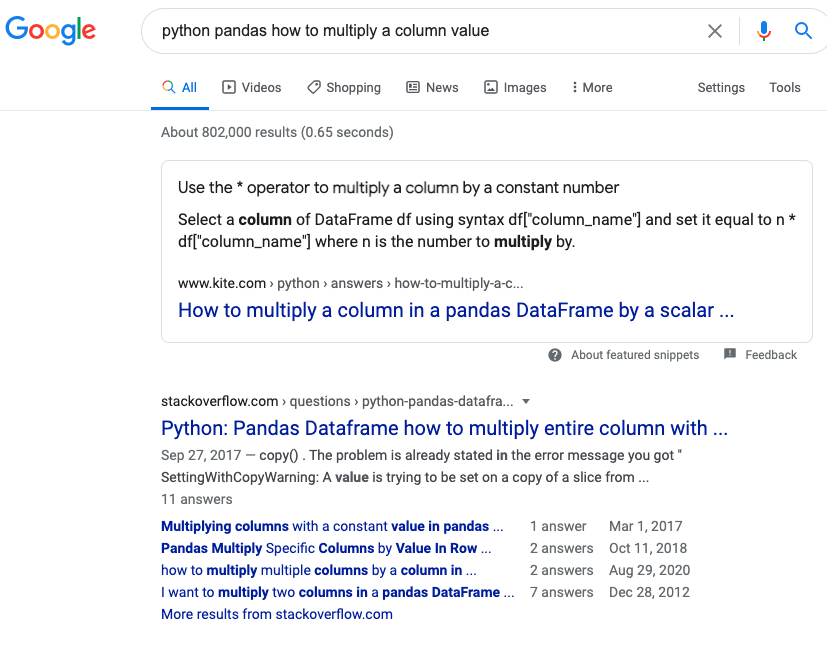 Google
python pandas how to multiply a column value
All Videos Shopping News Images More Settings Tools
About 802,000 results (0.65 seconds)
Use the * operator to multiply a column by a constant number
Select a column of DataFrame df using syntax df["column_name"] and set it equal to n *
df["column_name"] where n is the number to multiply by.
www.kite.com › python › answers › how-to-multiply-a-c...
How to multiply a column in a pandas DataFrame by a scalar ...
About featured snippets Feedback
stackoverflow.com › questions › python-pandas-datafra...
Python: Pandas Dataframe how to multiply entire column with ...
Sep 27, 2017 — copy() . The problem is already stated in the error message you got "
SettingWithCopyWarning: A value is trying to be set on a copy of a slice from ...
11 answers
Multiplying columns with a constant value in pandas ... 1 answer Mar 1, 2017
Pandas Multiply Specific Columns by Value In Row ... 2 answers Oct 11, 2018
how to multiply multiple columns by a column in ... 2 answers Aug 29, 2020
I want to multiply two columns in a pandas DataFrame ... 7 answers Dec 28, 2012
More results from stackoverflow.com